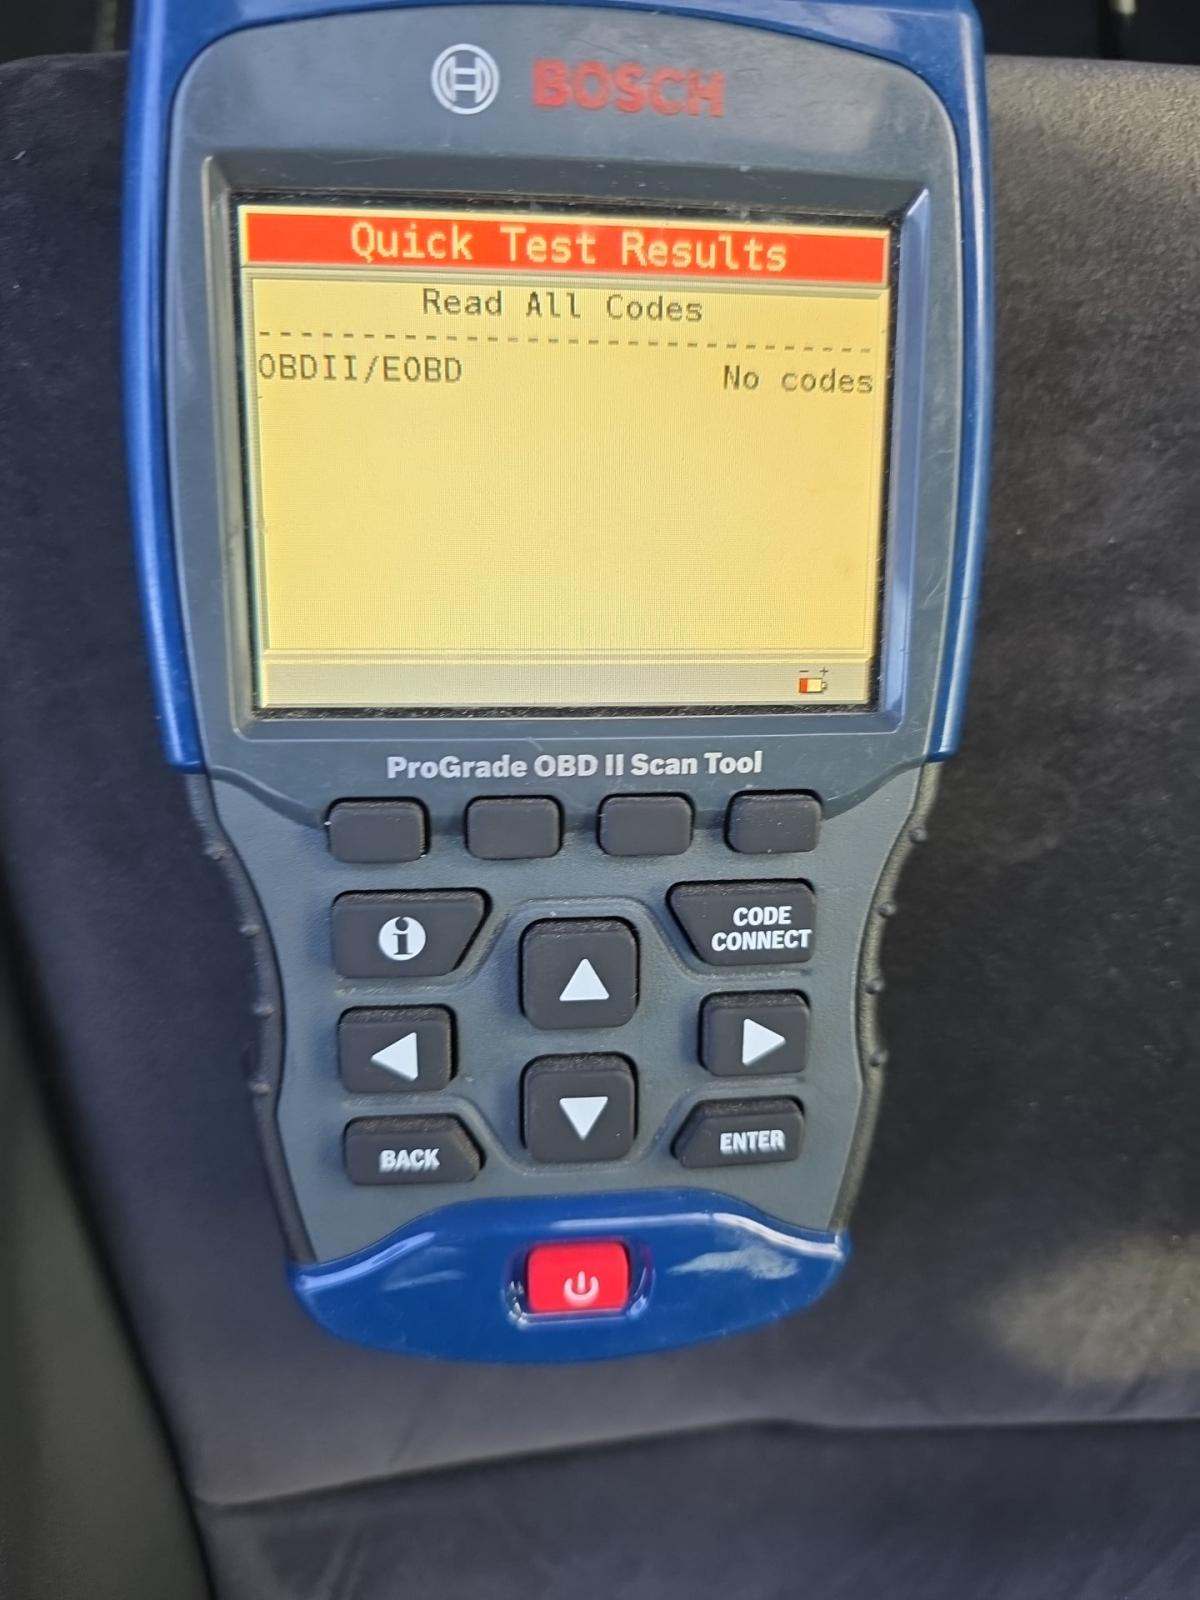 BOSCH
Quick Test Results
Read All Codes
OBDII/EOBD No codes
- +
ProGrade OBD II Scan Tool
i
CODE
CONNECT
BACK
ENTER